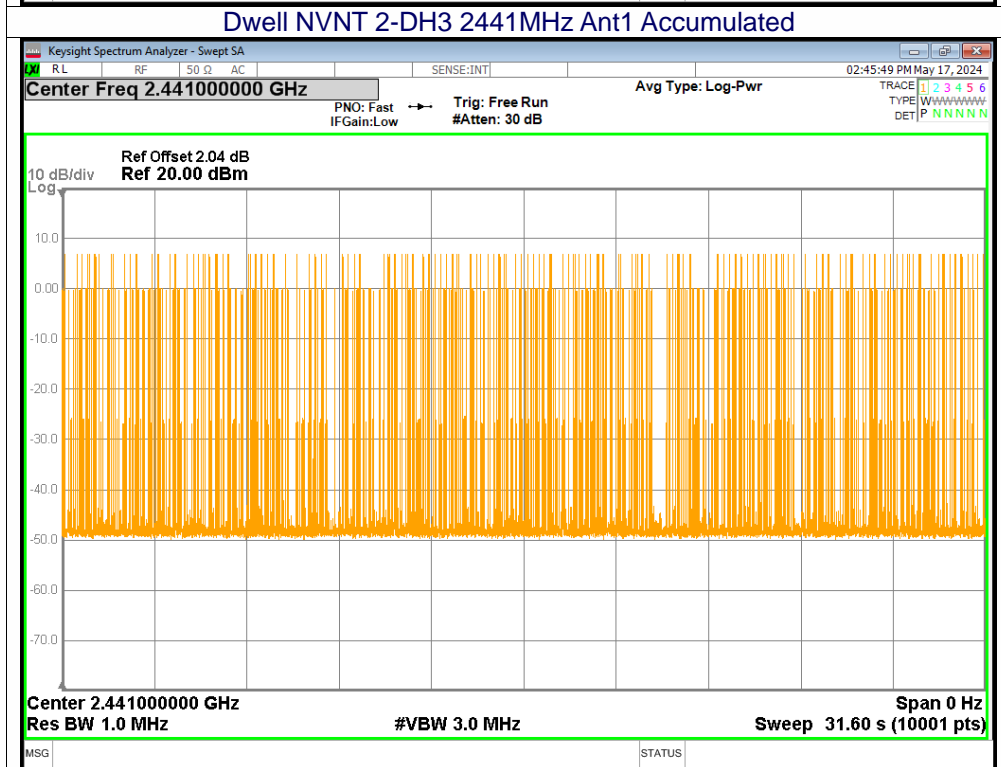 Dwell NVNT 2-DH3 2441MHz Ant1 Accumulated
Keysight Spectrum Analyzer - Swept SA
LXI RL RF 50 Ω AC SENSE:INT 02:45:49 PM May 17, 2024
Center Freq 2.441000000 GHz
PNO: Fast
IFGain:Low
Trig: Free Run
#Atten: 30 dB
Avg Type: Log-Pwr
TRACE 1 2 3 4 5 6
TYPE WWWWWWW
DET P N N N N N
Ref Offset 2.04 dB
10 dB/div Ref 20.00 dBm
Log
10.0
0.00
-10.0
-20.0
-30.0
-40.0
-50.0
-60.0
-70.0
Center 2.441000000 GHz Span 0 Hz
Res BW 1.0 MHz #VBW 3.0 MHz Sweep 31.60 s (10001 pts)
MSG STATUS